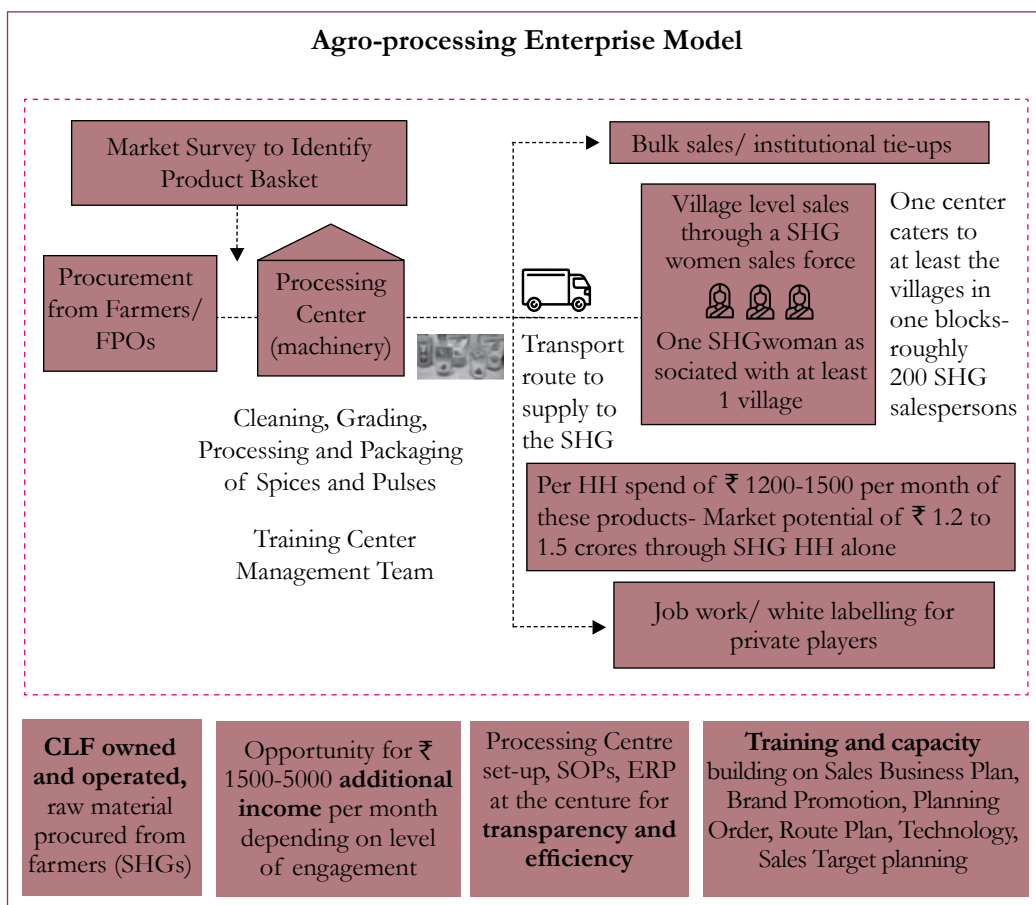 Agro-processing Enterprise Model
Market Survey to Identify
Product Basket
Procurement
from Farmers/
FPOs
Processing
Center
(machinery)
Cleaning, Grading,
Processing and Packaging
of Spices and Pulses
Training Center
Management Team
Transport
route to
supply to
the SHG
Bulk sales/ institutional tie-ups
Village level sales
through a SHG
women sales force
One SHGwoman as
sociated with at least
1 village
One center
caters to
at least the
villages in
one blocks-
roughly
200 SHG
salespersons
Per HH spend of ₹ 1200-1500 per month of
these products- Market potential of ₹ 1.2 to
1.5 crores through SHG HH alone
Job work/ white labelling for
private players
CLF owned
and operated,
raw material
procured from
farmers (SHGs)
Opportunity for ₹
1500-5000 additional
income per month
depending on level
of engagement
Processing Centre
set-up, SOPs, ERP
at the centure for
transparency and
efficiency
Training and capacity
building on Sales Business Plan,
Brand Promotion, Planning
Order, Route Plan, Technology,
Sales Target planning